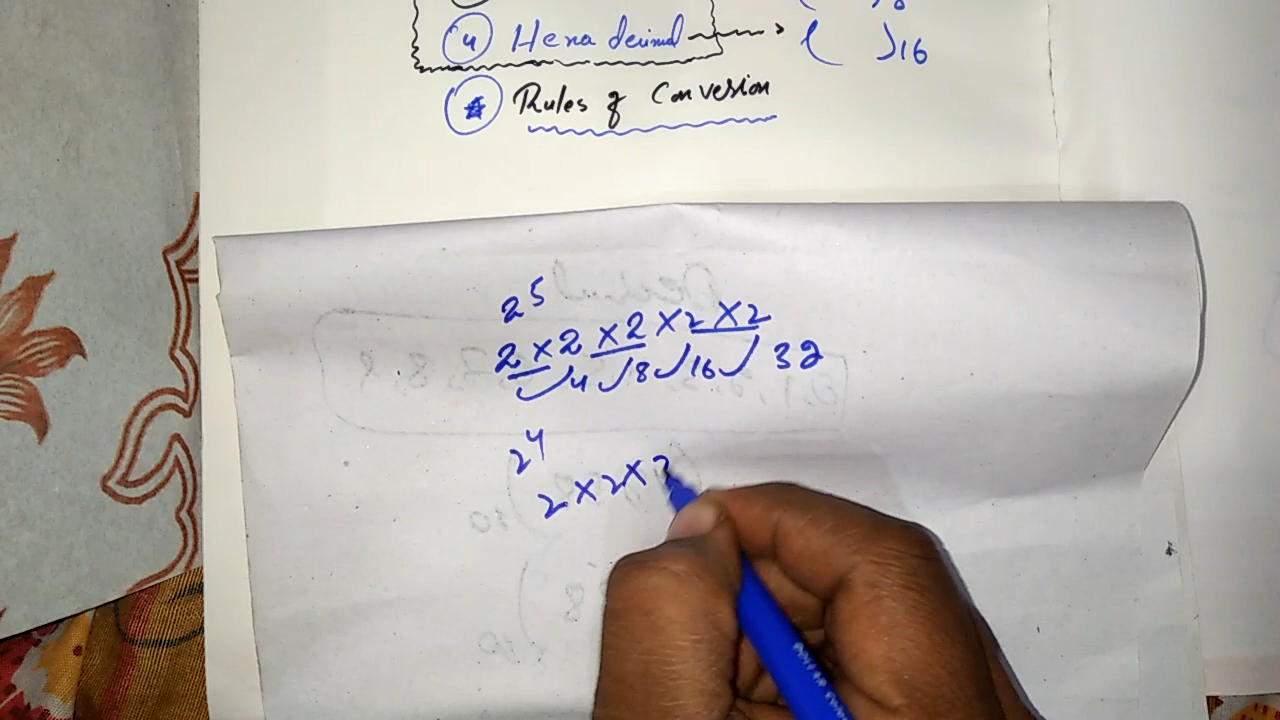 )8
(4) Hexa decimal ----> ( )16
Rules of Conversion
2⁵
2 × 2 × 2 × 2 × 2
4 8 16 32
2⁴
2 × 2 × 2